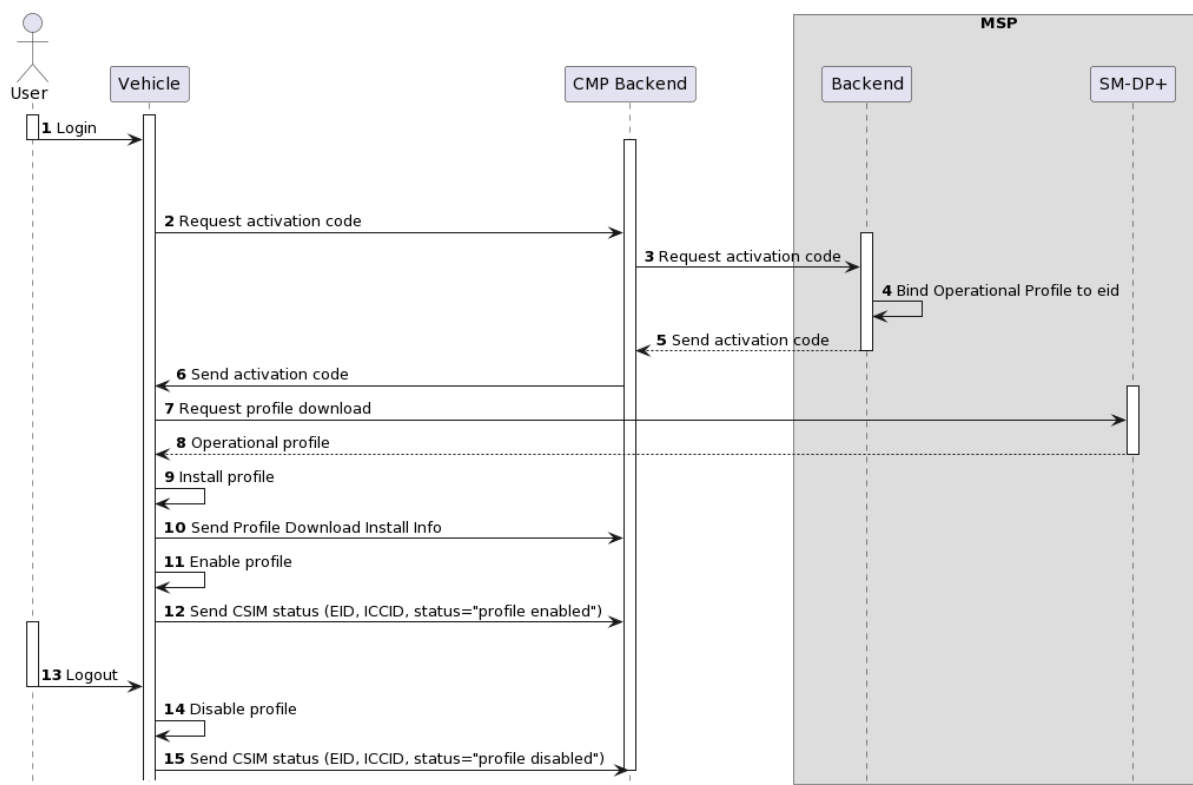 MSP
User
Vehicle
CMP Backend
Backend
SM-DP+
1 Login
2 Request activation code
3 Request activation code
4 Bind Operational Profile to eid
5 Send activation code
6 Send activation code
7 Request profile download
8 Operational profile
9 Install profile
10 Send Profile Download Install Info
11 Enable profile
12 Send CSIM status (EID, ICCID, status="profile enabled")
13 Logout
14 Disable profile
15 Send CSIM status (EID, ICCID, status="profile disabled")